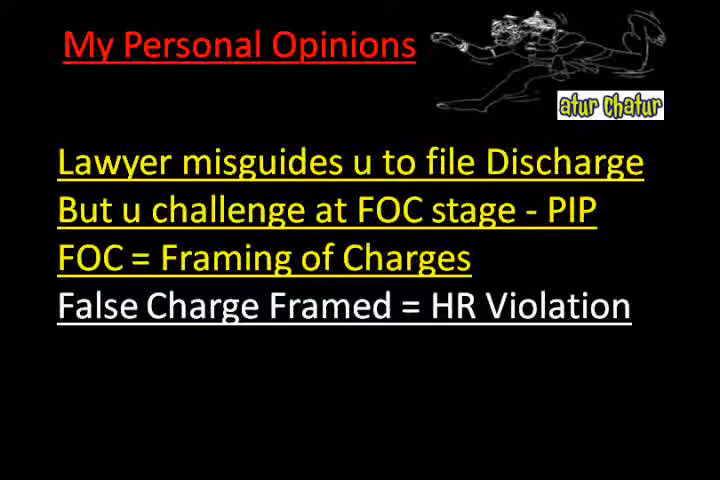 My Personal Opinions
atur chatur
Lawyer misguides u to file Discharge
But u challenge at FOC stage - PIP
FOC = Framing of Charges
False Charge Framed = HR Violation